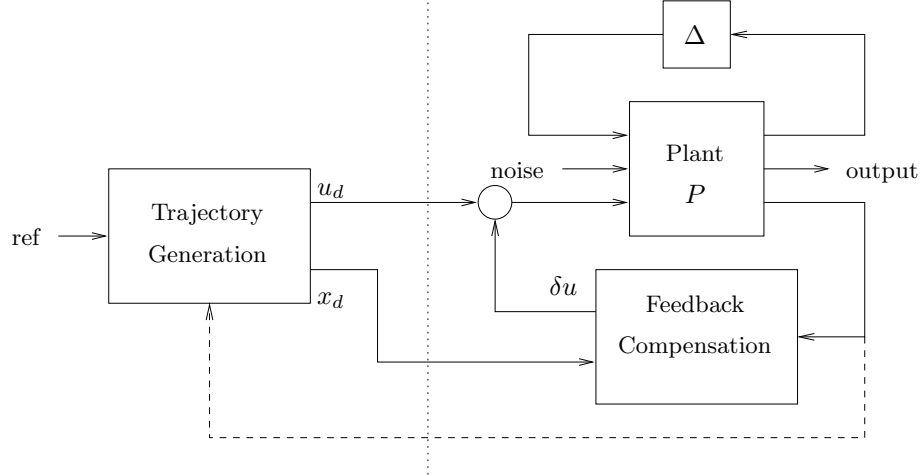 Δ
Plant
P
noise
output
u_d
Trajectory
Generation
ref
x_d
δu
Feedback
Compensation